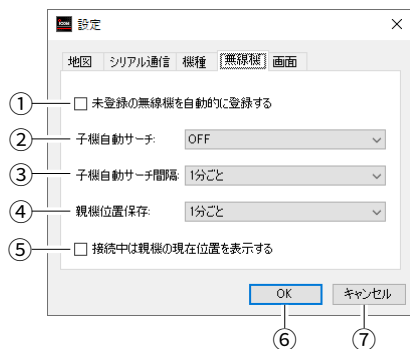 ICOM 設定 ×
地図 シリアル通信 機種 無線機 画面
① 未登録の無線機を自動的に登録する
② 子機自動サーチ: OFF
③ 子機自動サーチ間隔: 1分ごと
④ 親機位置保存: 1分ごと
⑤ 接続中は親機の現在位置を表示する
OK キャンセル
⑥ ⑦